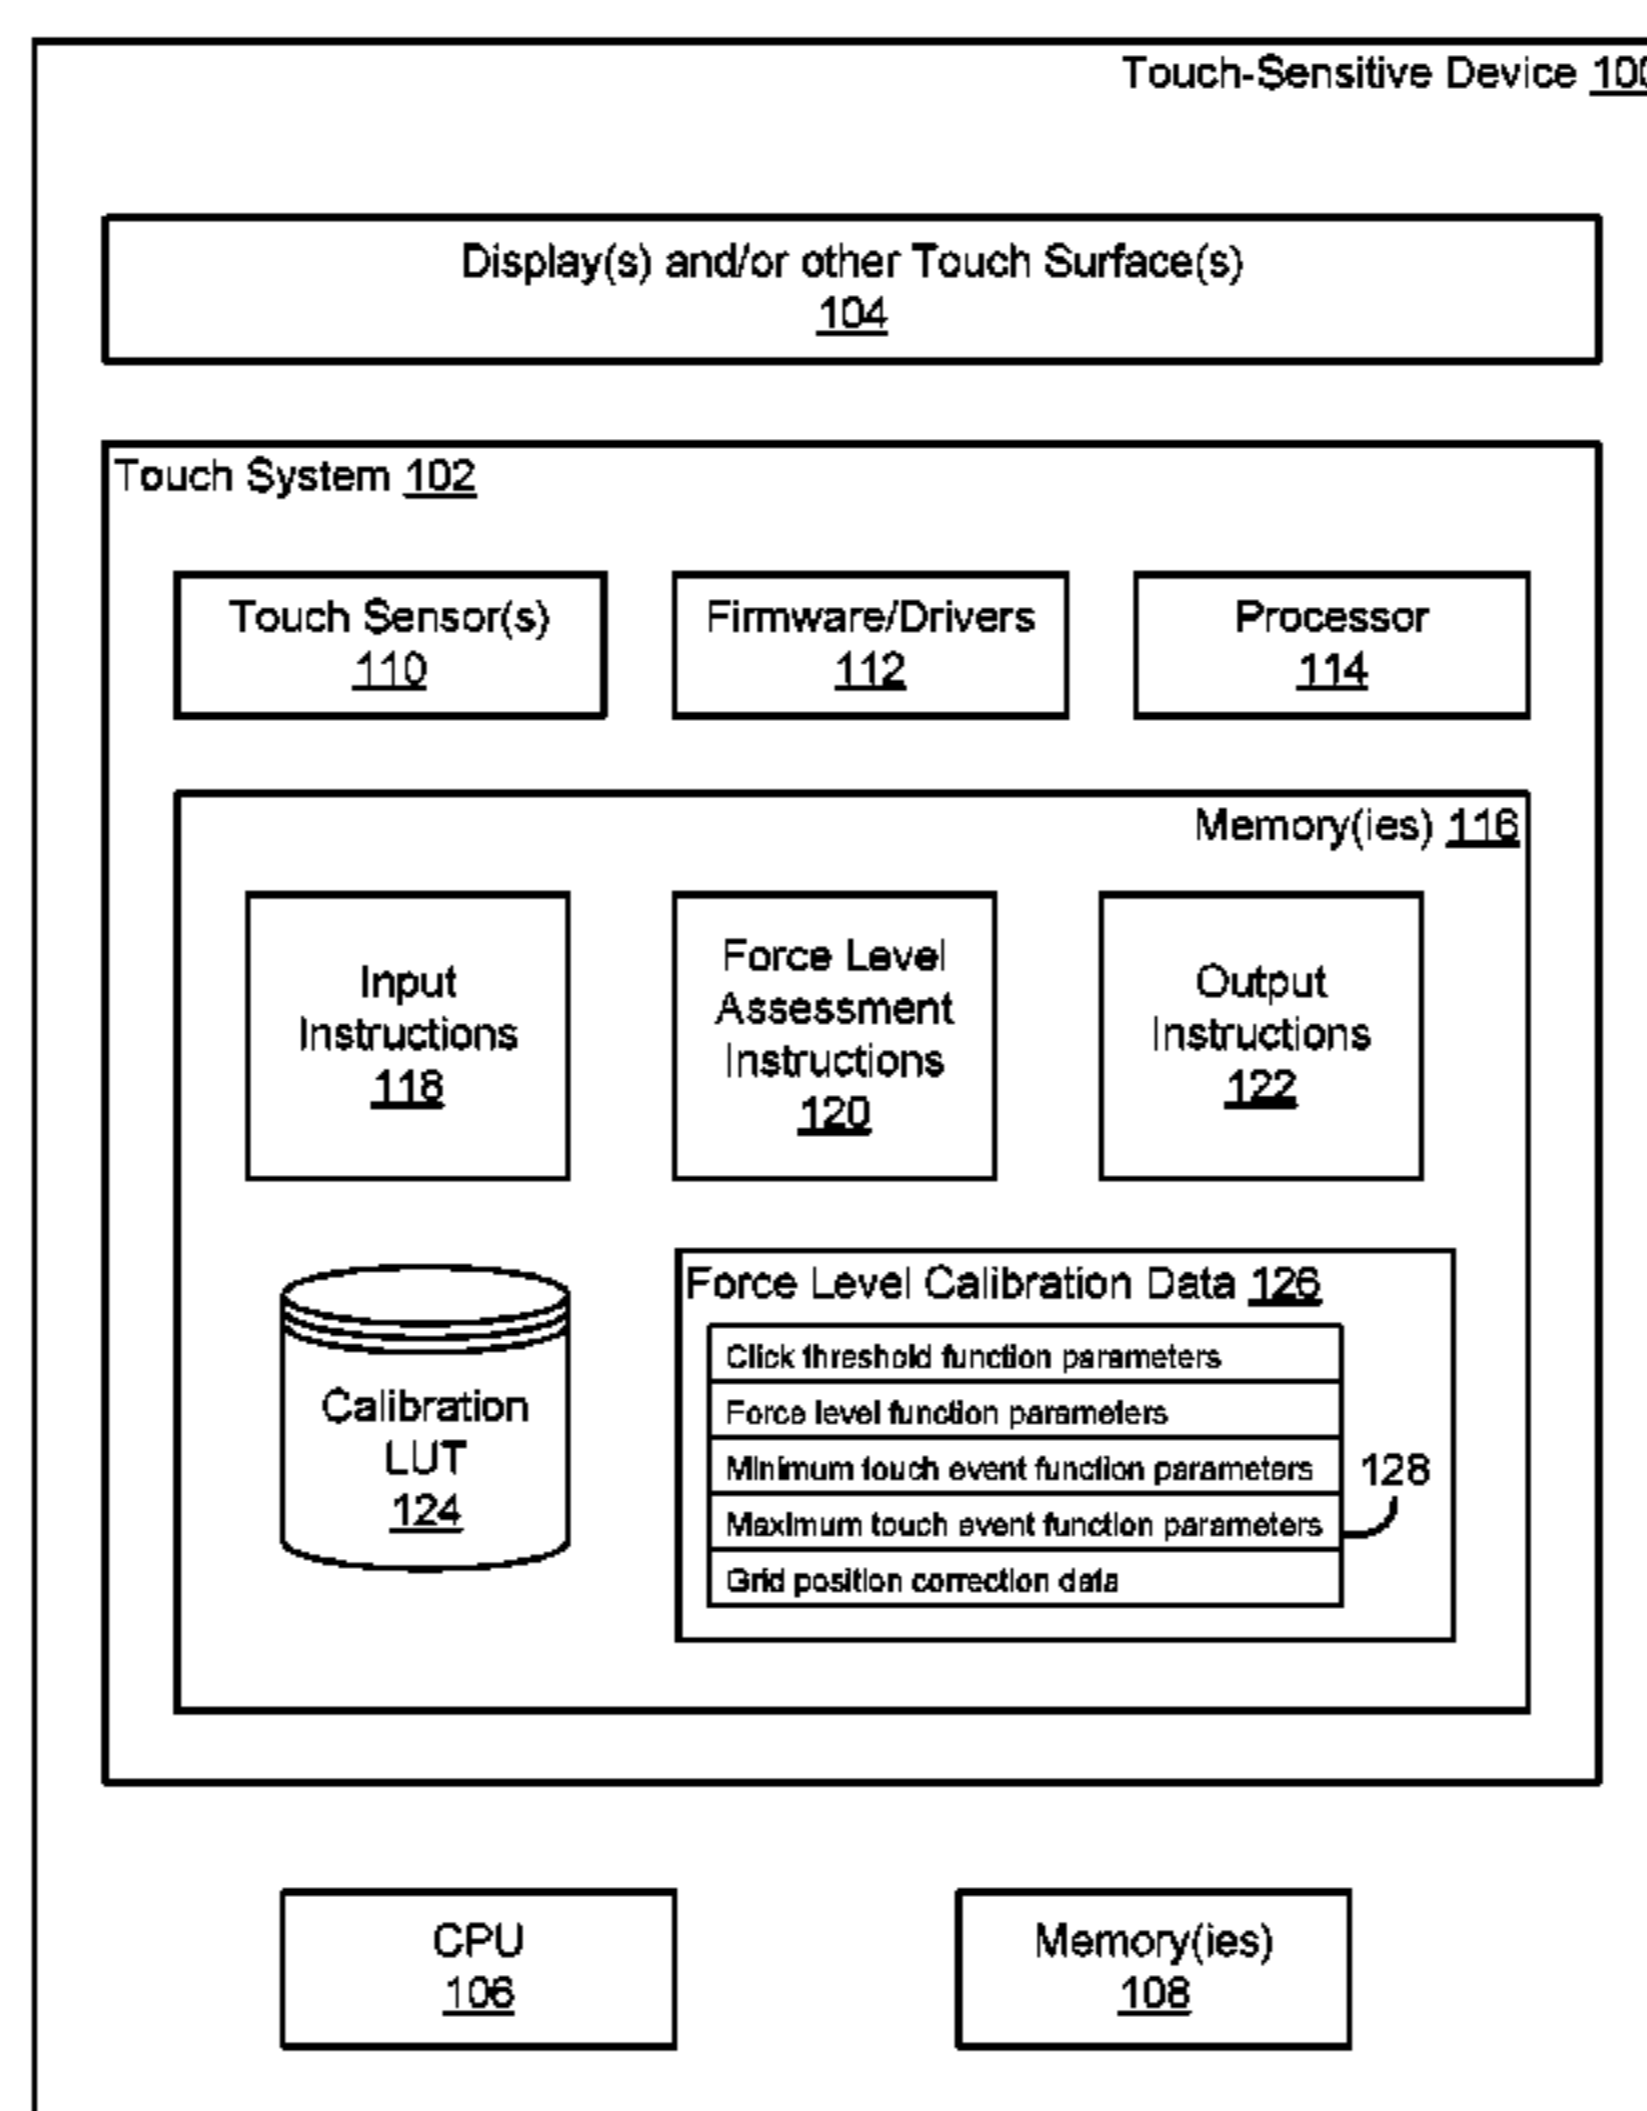 Touch-Sensitive Device 100
Display(s) and/or other Touch Surface(s)
104
Touch System 102
Touch Sensor(s)
110
Firmware/Drivers
112
Processor
114
Memory(ies) 116
Input
Instructions
118
Force Level
Assessment
Instructions
120
Output
Instructions
122
Calibration
LUT
124
Force Level Calibration Data 126
Click threshold function parameters
Force level function parameters
Minimum touch event function parameters
128
Maximum touch event function parameters
Grid position correction data
CPU
106
Memory(ies)
108